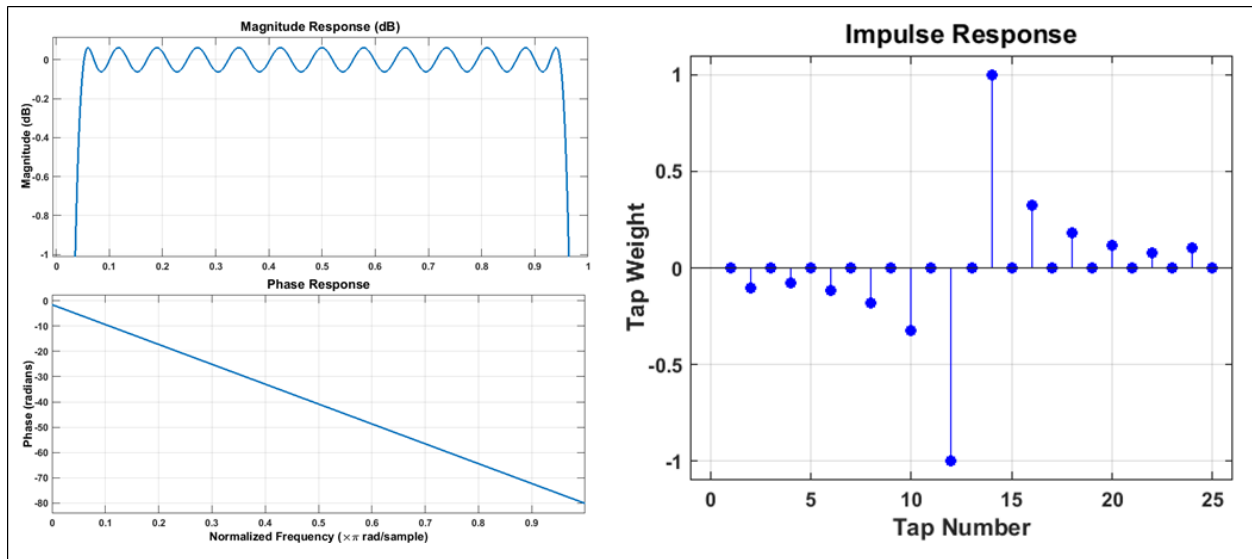 Magnitude Response (dB)
Magnitude (dB)
0
-0.2
-0.4
-0.6
-0.8
-1
0 0.1 0.2 0.3 0.4 0.5 0.6 0.7 0.8 0.9 1
Phase Response
Phase (radians)
0
-10
-20
-30
-40
-50
-60
-70
-80
0 0.1 0.2 0.3 0.4 0.5 0.6 0.7 0.8 0.9
Normalized Frequency (×π rad/sample)
Impulse Response
Tap Weight
1
0.5
0
-0.5
-1
0 5 10 15 20 25
Tap Number